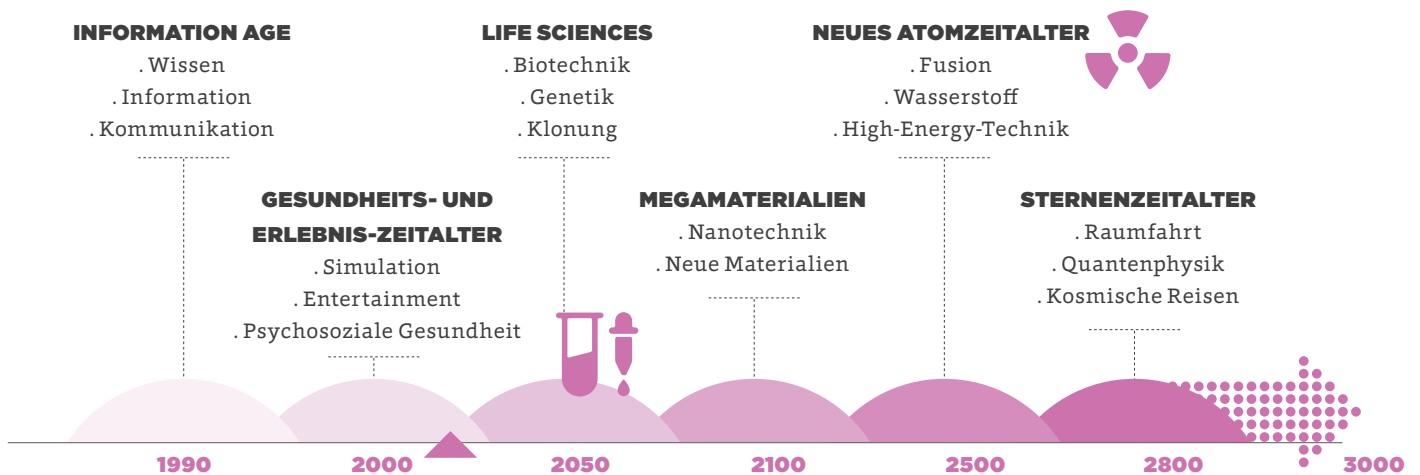 INFORMATION AGE
. Wissen
. Information
. Kommunikation
GESUNDHEITS- UND
ERLEBNIS-ZEITALTER
. Simulation
. Entertainment
. Psychosoziale Gesundheit
LIFE SCIENCES
. Biotechnik
. Genetik
. Klonung
MEGAMATERIALIEN
. Nanotechnik
. Neue Materialien
NEUES ATOMZEITALTER
. Fusion
. Wasserstoff
. High-Energy-Technik
STERNENZEITALTER
. Raumfahrt
. Quantenphysik
. Kosmische Reisen
1990 2000 2050 2100 2500 2800 3000